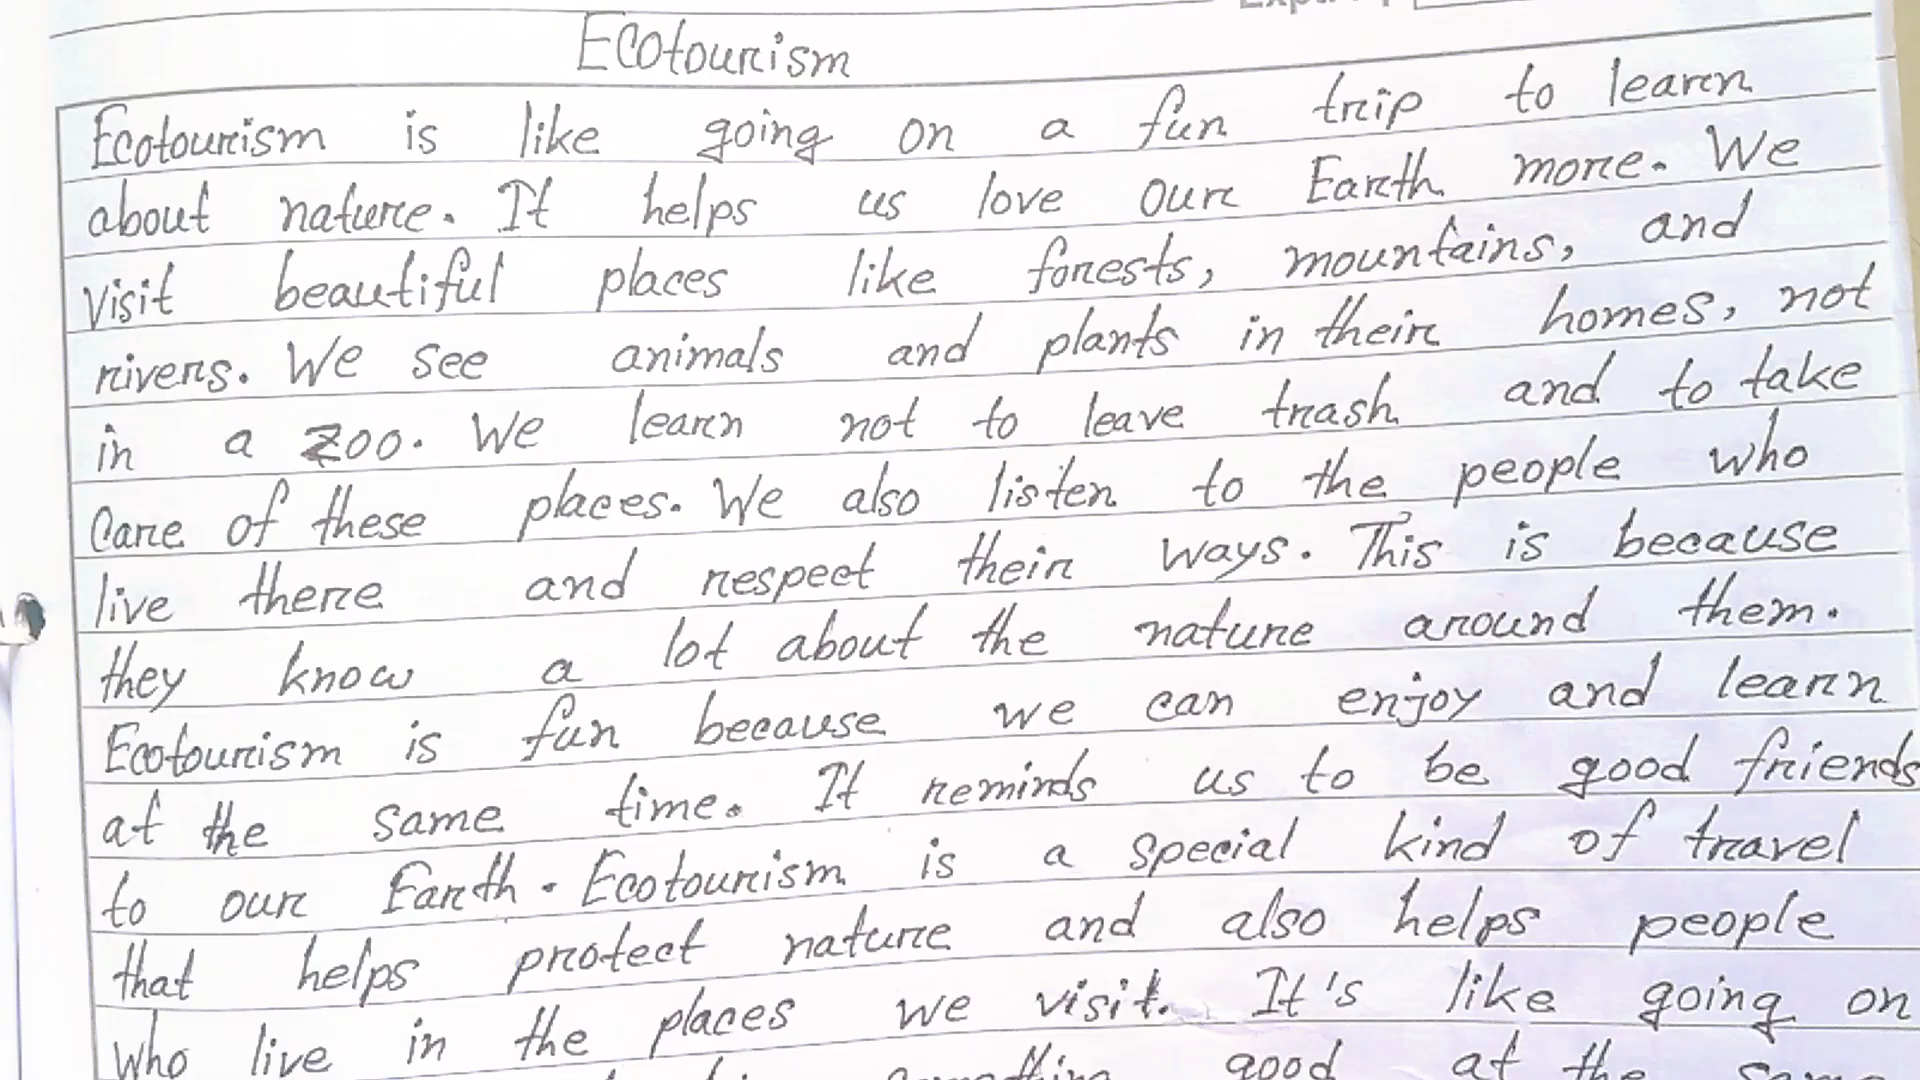 Ecotourism
Ecotourism is like going on a fun trip to learn
about nature. It helps us love our Earth more. We
visit beautiful places like forests, mountains, and
rivers. We see animals and plants in their homes, not
in a zoo. We learn not to leave trash and to take
care of these places. We also listen to the people who
live there and respect their ways. This is because
they know a lot about the nature around them.
Ecotourism is fun because we can enjoy and learn
at the same time. It reminds us to be good friends
to our Earth. Ecotourism is a special kind of travel
that helps protect nature and also helps people
who live in the places we visit. It's like going on
something good at the same